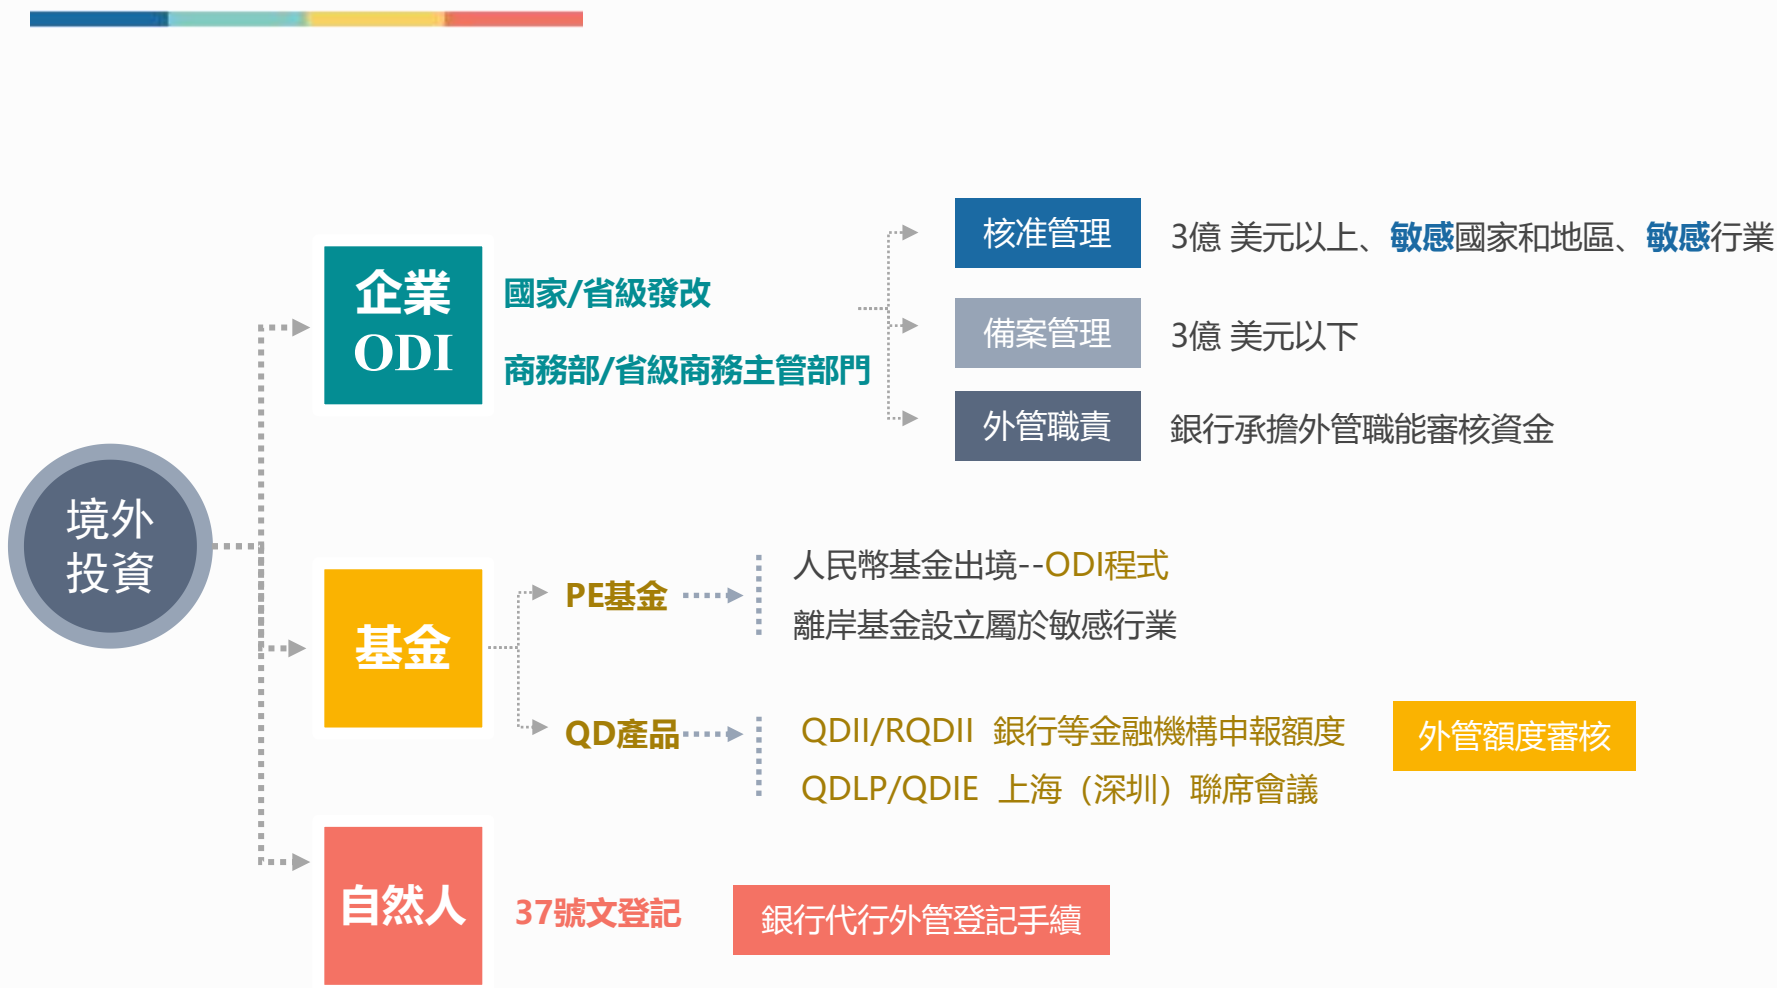 境外
投資
企業
ODI
國家/省級發改
商務部/省級商務主管部門
核准管理
3億 美元以上、敏感國家和地區、敏感行業
備案管理
3億 美元以下
外管職責
銀行承擔外管職能審核資金
基金
PE基金
人民幣基金出境--ODI程式
離岸基金設立屬於敏感行業
QD產品
QDII/RQDII 銀行等金融機構申報額度
QDLP/QDIE 上海（深圳）聯席會議
外管額度審核
自然人
37號文登記
銀行代行外管登記手續